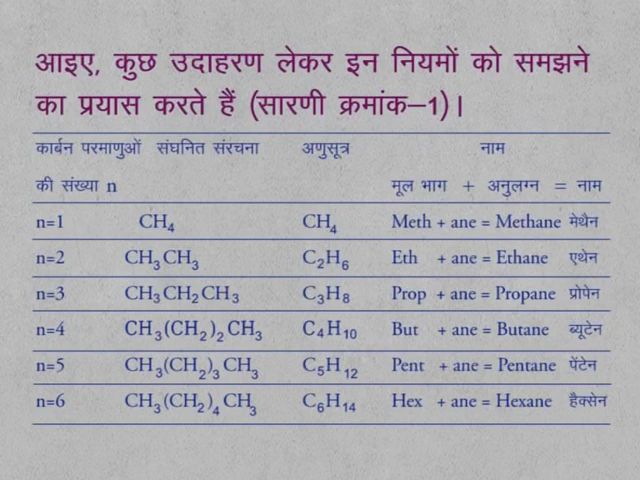 आइए, कुछ उदाहरण लेकर इन नियमों को समझने
का प्रयास करते हैं (सारणी क्रमांक–1)।
कार्बन परमाणुओं संघनित संरचना अणुसूत्र नाम
की संख्या n मूल भाग + अनुलग्न = नाम
n=1 CH₄ CH₄ Meth + ane = Methane मेथैन
n=2 CH₃CH₃ C₂H₆ Eth + ane = Ethane एथेन
n=3 CH₃CH₂CH₃ C₃H₈ Prop + ane = Propane प्रोपेन
n=4 CH₃(CH₂)₂CH₃ C₄H₁₀ But + ane = Butane ब्यूटेन
n=5 CH₃(CH₂)₃CH₃ C₅H₁₂ Pent + ane = Pentane पेंटेन
n=6 CH₃(CH₂)₄CH₃ C₆H₁₄ Hex + ane = Hexane हैक्सेन